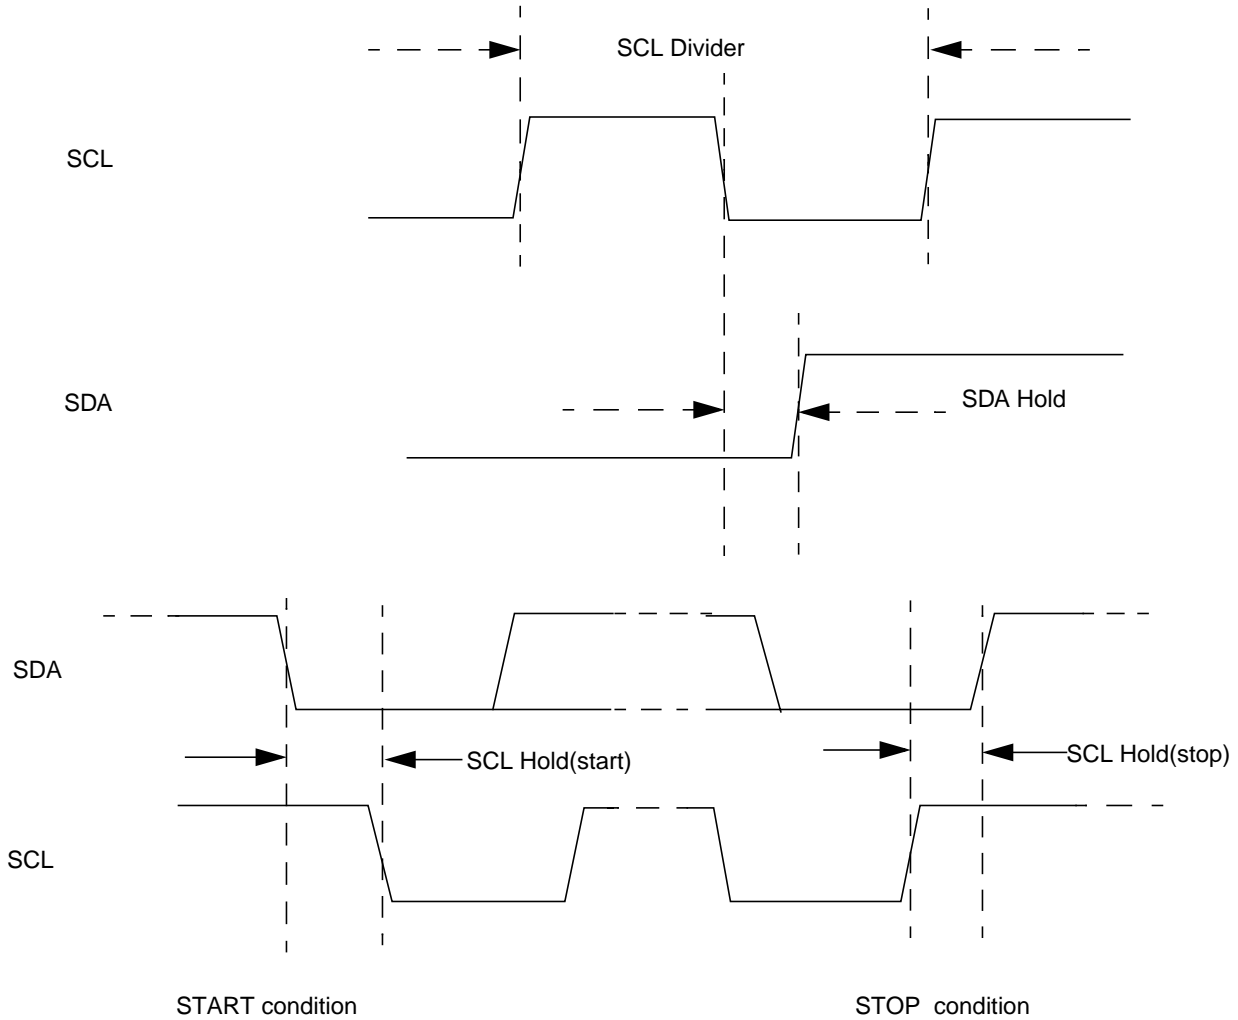 SCL Divider
SCL
SDA
SDA Hold
SDA
SCL Hold(start)
SCL Hold(stop)
SCL
START condition
STOP condition